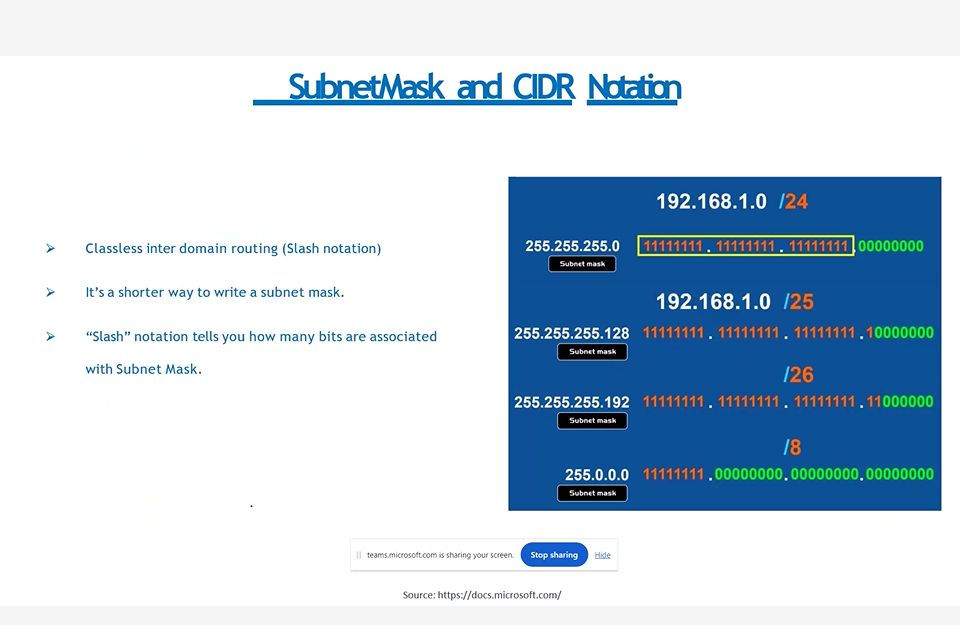 SubnetMask and CIDR Notation
➢ Classless inter domain routing (Slash notation)
➢ It’s a shorter way to write a subnet mask.
➢ “Slash” notation tells you how many bits are associated
with Subnet Mask.
192.168.1.0 /24
255.255.255.0 11111111 . 11111111 . 11111111 .00000000
Subnet mask
192.168.1.0 /25
255.255.255.128 11111111 . 11111111 . 11111111 .10000000
Subnet mask
/26
255.255.255.192 11111111 . 11111111 . 11111111 .11000000
Subnet mask
/8
255.0.0.0 11111111 .00000000.00000000.00000000
Subnet mask
teams.microsoft.com is sharing your screen. Stop sharing Hide
Source: https://docs.microsoft.com/